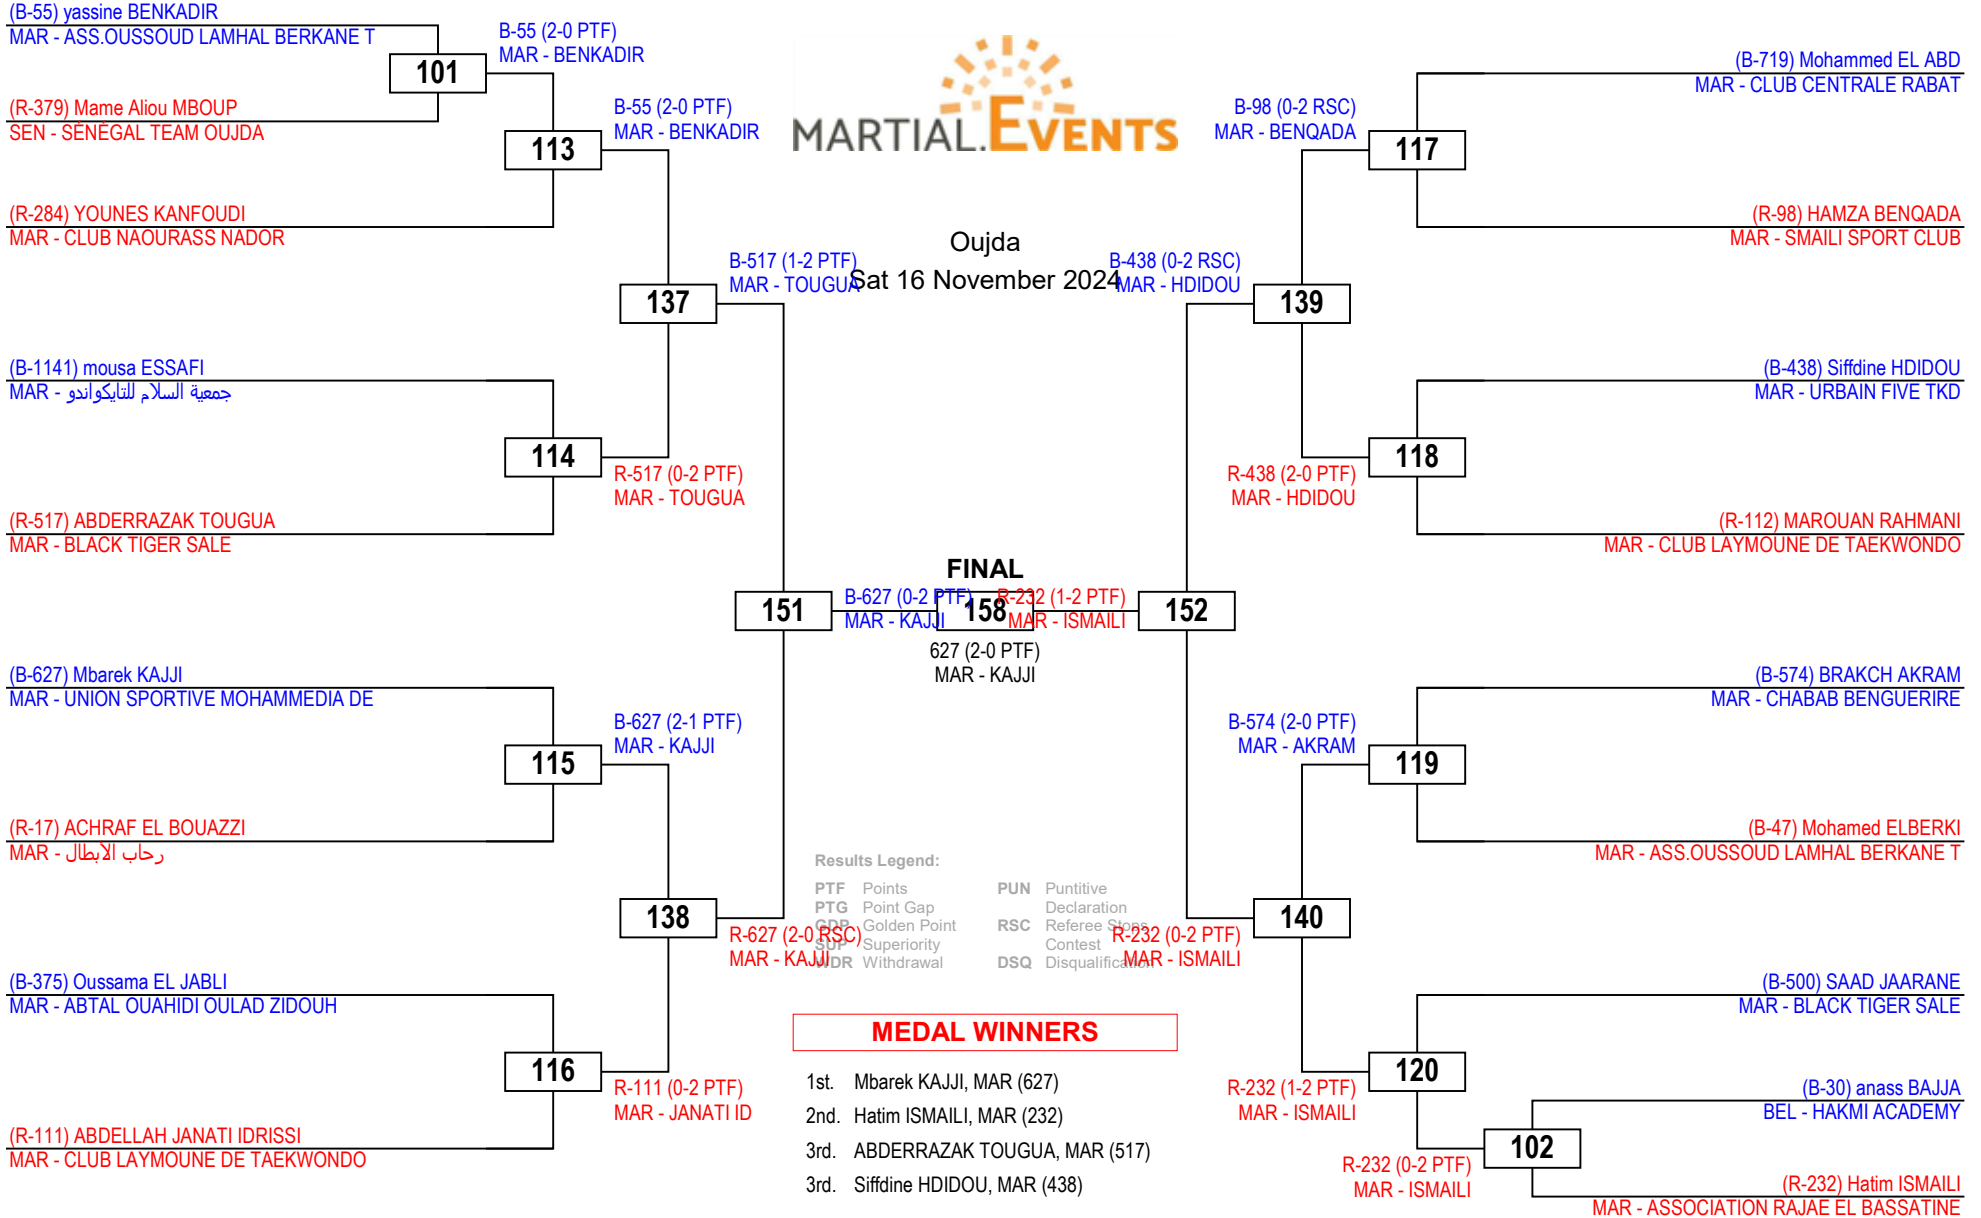 (B-55) yassine BENKADIR
MAR - ASS.OUSSOUD LAMHAL BERKANE T
101
B-55 (2-0 PTF)
MAR - BENKADIR
(R-379) Mame Aliou MBOUP
SEN - SÉNÉGAL TEAM OUJDA
113
B-55 (2-0 PTF)
MAR - BENKADIR
(R-284) YOUNES KANFOUDI
MAR - CLUB NAOURASS NADOR
137
B-517 (1-2 PTF)
MAR - TOUGUA
(B-1141) mousa ESSAFI
MAR - جمعية السلام للتايكواندو
114
R-517 (0-2 PTF)
MAR - TOUGUA
(R-517) ABDERRAZAK TOUGUA
MAR - BLACK TIGER SALE
151
B-627 (0-2 PTF)
MAR - KAJJI
(B-627) Mbarek KAJJI
MAR - UNION SPORTIVE MOHAMMEDIA DE
115
B-627 (2-1 PTF)
MAR - KAJJI
(R-17) ACHRAF EL BOUAZZI
MAR - رحاب الأبطال
138
R-627 (2-0 RSC)
MAR - KAJJI
(B-375) Oussama EL JABLI
MAR - ABTAL OUAHIDI OULAD ZIDOUH
116
R-111 (0-2 PTF)
MAR - JANATI ID
(R-111) ABDELLAH JANATI IDRISSI
MAR - CLUB LAYMOUNE DE TAEKWONDO
MARTIAL.EVENTS
Oujda
Sat 16 November 2024
FINAL
158
627 (2-0 PTF)
MAR - KAJJI
Results Legend:
PTF Points
PTG Point Gap
GDP Golden Point
SUP Superiority
WDR Withdrawal
PUN Puntitive
Declaration
RSC Referee Stops
Contest
DSQ Disqualification
MEDAL WINNERS
1st. Mbarek KAJJI, MAR (627)
2nd. Hatim ISMAILI, MAR (232)
3rd. ABDERRAZAK TOUGUA, MAR (517)
3rd. Siffdine HDIDOU, MAR (438)
(B-719) Mohammed EL ABD
MAR - CLUB CENTRALE RABAT
B-98 (0-2 RSC)
MAR - BENQADA
117
(R-98) HAMZA BENQADA
MAR - SMAILI SPORT CLUB
B-438 (0-2 RSC)
MAR - HDIDOU
139
(B-438) Siffdine HDIDOU
MAR - URBAIN FIVE TKD
R-438 (2-0 PTF)
MAR - HDIDOU
118
(R-112) MAROUAN RAHMANI
MAR - CLUB LAYMOUNE DE TAEKWONDO
R-232 (1-2 PTF)
MAR - ISMAILI
152
(B-574) BRAKCH AKRAM
MAR - CHABAB BENGUERIRE
B-574 (2-0 PTF)
MAR - AKRAM
119
(B-47) Mohamed ELBERKI
MAR - ASS.OUSSOUD LAMHAL BERKANE T
R-232 (0-2 PTF)
MAR - ISMAILI
140
(B-500) SAAD JAARANE
MAR - BLACK TIGER SALE
R-232 (1-2 PTF)
MAR - ISMAILI
120
(B-30) anass BAJJA
BEL - HAKMI ACADEMY
R-232 (0-2 PTF)
MAR - ISMAILI
102
(R-232) Hatim ISMAILI
MAR - ASSOCIATION RAJAE EL BASSATINE